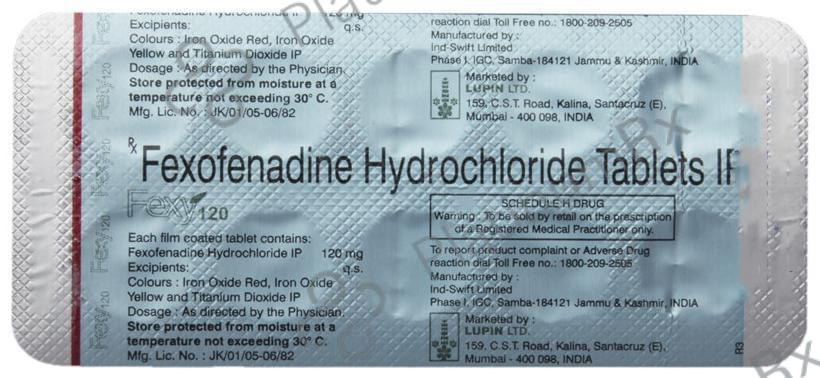 Fexofenadine Hydrochloride IP 120 mg
Excipients: q.s.
Colours : Iron Oxide Red, Iron Oxide
Yellow and Titanium Dioxide IP
Dosage : As directed by the Physician.
Store protected from moisture at a
temperature not exceeding 30° C.
Mfg. Lic. No. : JK/01/05-06/82
reaction dial Toll Free no.: 1800-209-2505
Manufactured by :
Ind-Swift Limited
Phase I, IGC, Samba-184121 Jammu & Kashmir, INDIA
Marketed by :
LUPIN LTD.
159, C.S.T. Road, Kalina, Santacruz (E),
Mumbai - 400 098, INDIA
Rx Fexofenadine Hydrochloride Tablets IP
Fexy 120
SCHEDULE H DRUG
Warning : To be sold by retail on the prescription
of a Registered Medical Practitioner only.
Each film coated tablet contains:
Fexofenadine Hydrochloride IP 120 mg
Excipients: q.s.
Colours : Iron Oxide Red, Iron Oxide
Yellow and Titanium Dioxide IP
Dosage : As directed by the Physician.
Store protected from moisture at a
temperature not exceeding 30° C.
Mfg. Lic. No. : JK/01/05-06/82
To report product complaint or Adverse Drug
reaction dial Toll Free no.: 1800-209-2505
Manufactured by :
Ind-Swift Limited
Phase I, IGC, Samba-184121 Jammu & Kashmir, INDIA
Marketed by :
LUPIN LTD.
159, C.S.T. Road, Kalina, Santacruz (E),
Mumbai - 400 098, INDIA
R3
Fexy 120
Fexy 120
Fexy 120
Fexy 120
Fexy 120